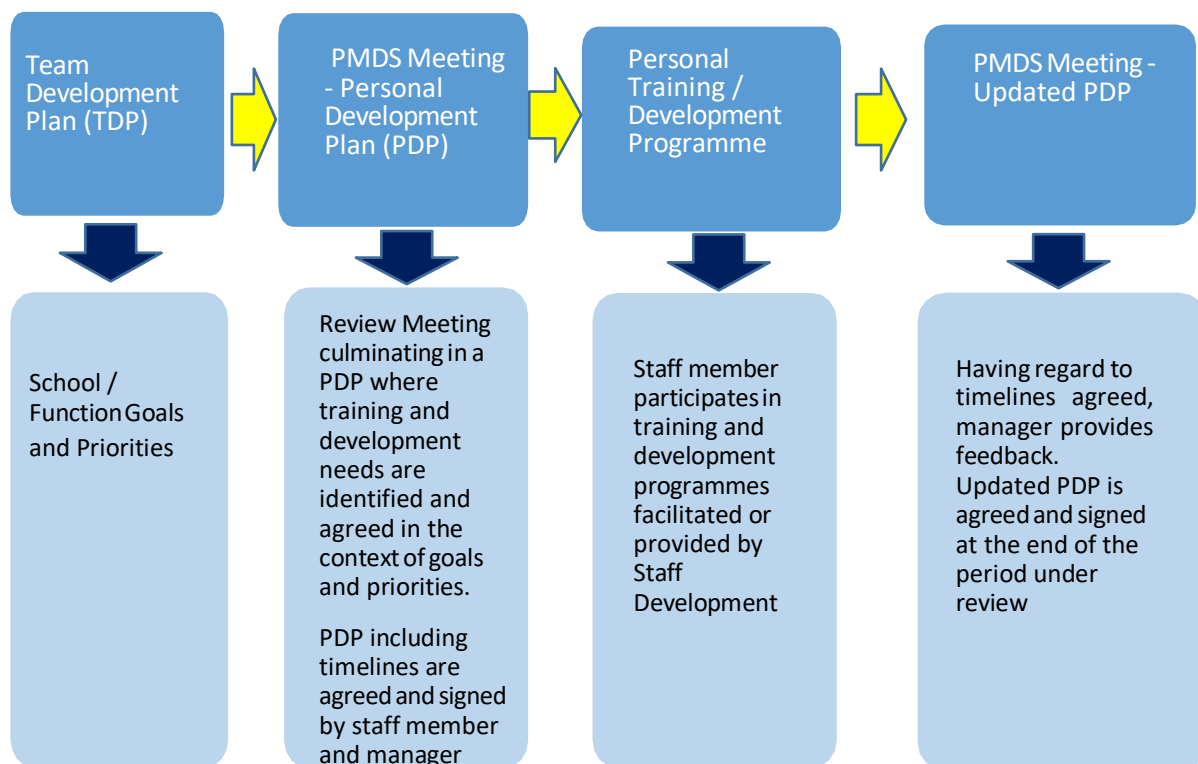 Team
Development
Plan (TDP)
PMDS Meeting
- Personal
Development
Plan (PDP)
Personal
Training /
Development
Programme
PMDS Meeting -
Updated PDP
School /
Function Goals
and Priorities
Review Meeting
culminating in a
PDP where
training and
development
needs are
identified and
agreed in the
context of goals
and priorities.
PDP including
timelines are
agreed and signed
by staff member
and manager
Staff member
participates in
training and
development
programmes
facilitated or
provided by
Staff
Development
Having regard to
timelines agreed,
manager provides
feedback.
Updated PDP is
agreed and signed
at the end of the
period under
review